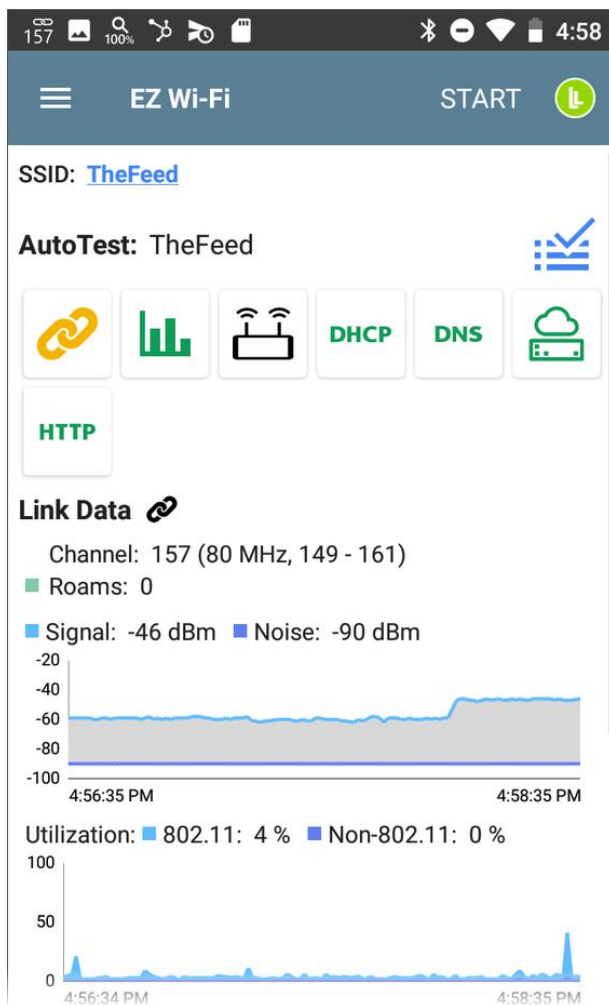 157 100% 4:58
EZ Wi-Fi START
SSID: TheFeed
AutoTest: TheFeed
DHCP DNS
HTTP
Link Data
Channel: 157 (80 MHz, 149 - 161)
Roams: 0
Signal: -46 dBm Noise: -90 dBm
-20
-40
-60
-80
-100
4:56:35 PM 4:58:35 PM
Utilization: 802.11: 4 % Non-802.11: 0 %
100
50
0
4:56:34 PM 4:58:35 PM